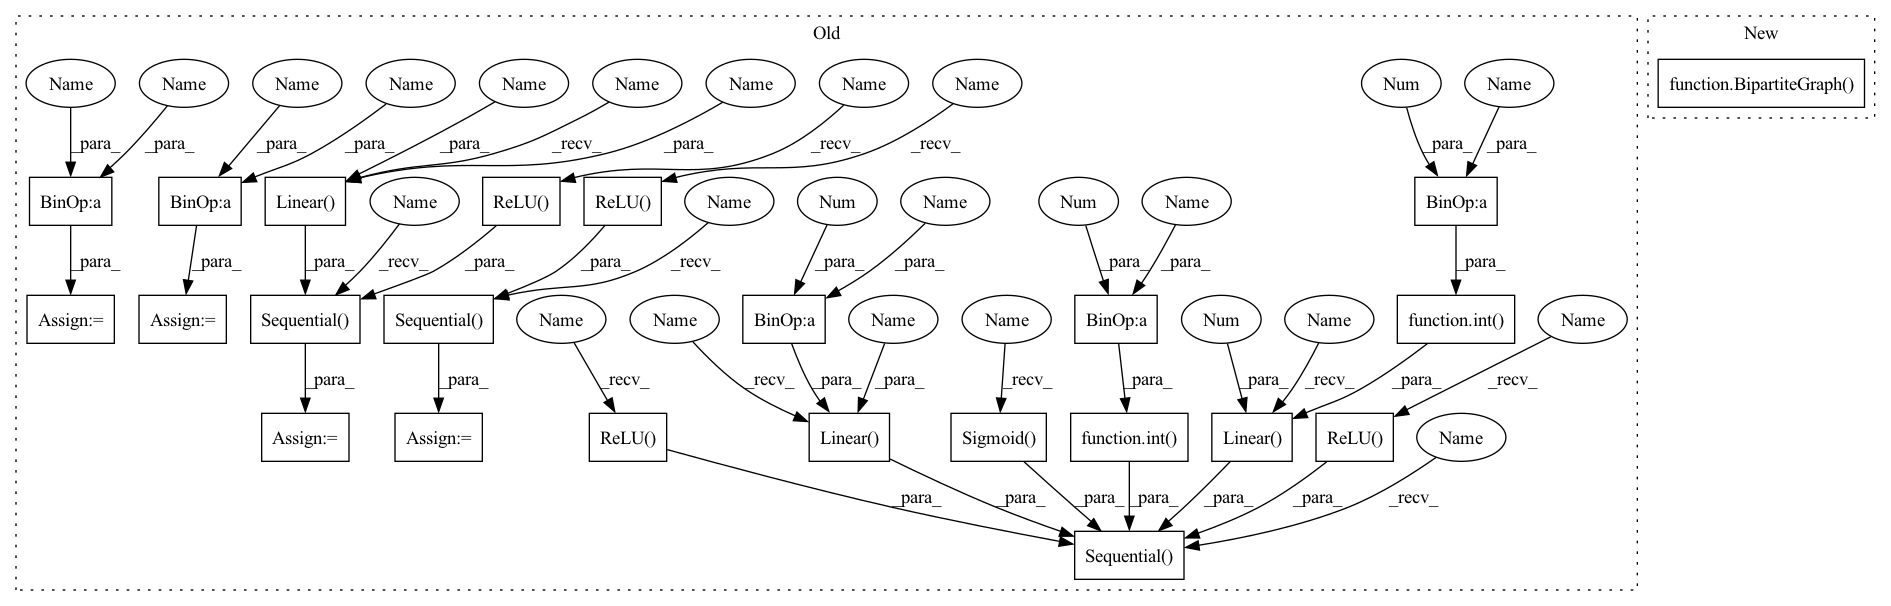 Old
New
Name Name Name Name Name Name Name Name Name Num Name
function.BipartiteGraph()
_para_ _para_ _para_ _para_ _para_ _recv_ _para_ _recv_ _recv_ _para_ _para_
BinOp:a BinOp:a Linear() Name ReLU() ReLU() Name Num Name Num Name BinOp:a
_para_ _para_ _para_ _recv_ _para_ _para_ _recv_ _para_ _para_ _para_ _para_ _para_
Assign:= Assign:= Sequential() Sequential() Name Name BinOp:a Name Name BinOp:a Num Name function.int() Name
_para_ _para_ _recv_ _recv_ _para_ _para_ _recv_ _para_ _para_ _recv_ _para_ _recv_
Assign:= Assign:= ReLU() Linear() Sigmoid() function.int() Linear() ReLU() Name
_para_ _para_ _para_ _para_ _para_ _para_ _recv_
Sequential()